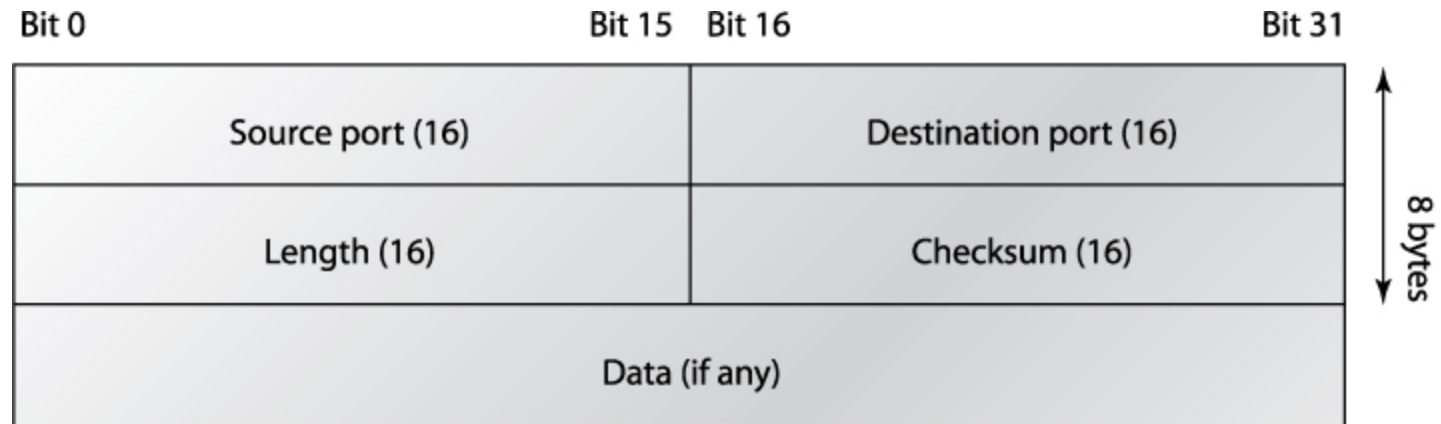 Bit 0 Bit 15 Bit 16 Bit 31
Source port (16) Destination port (16)
Length (16) Checksum (16)
8 bytes
Data (if any)